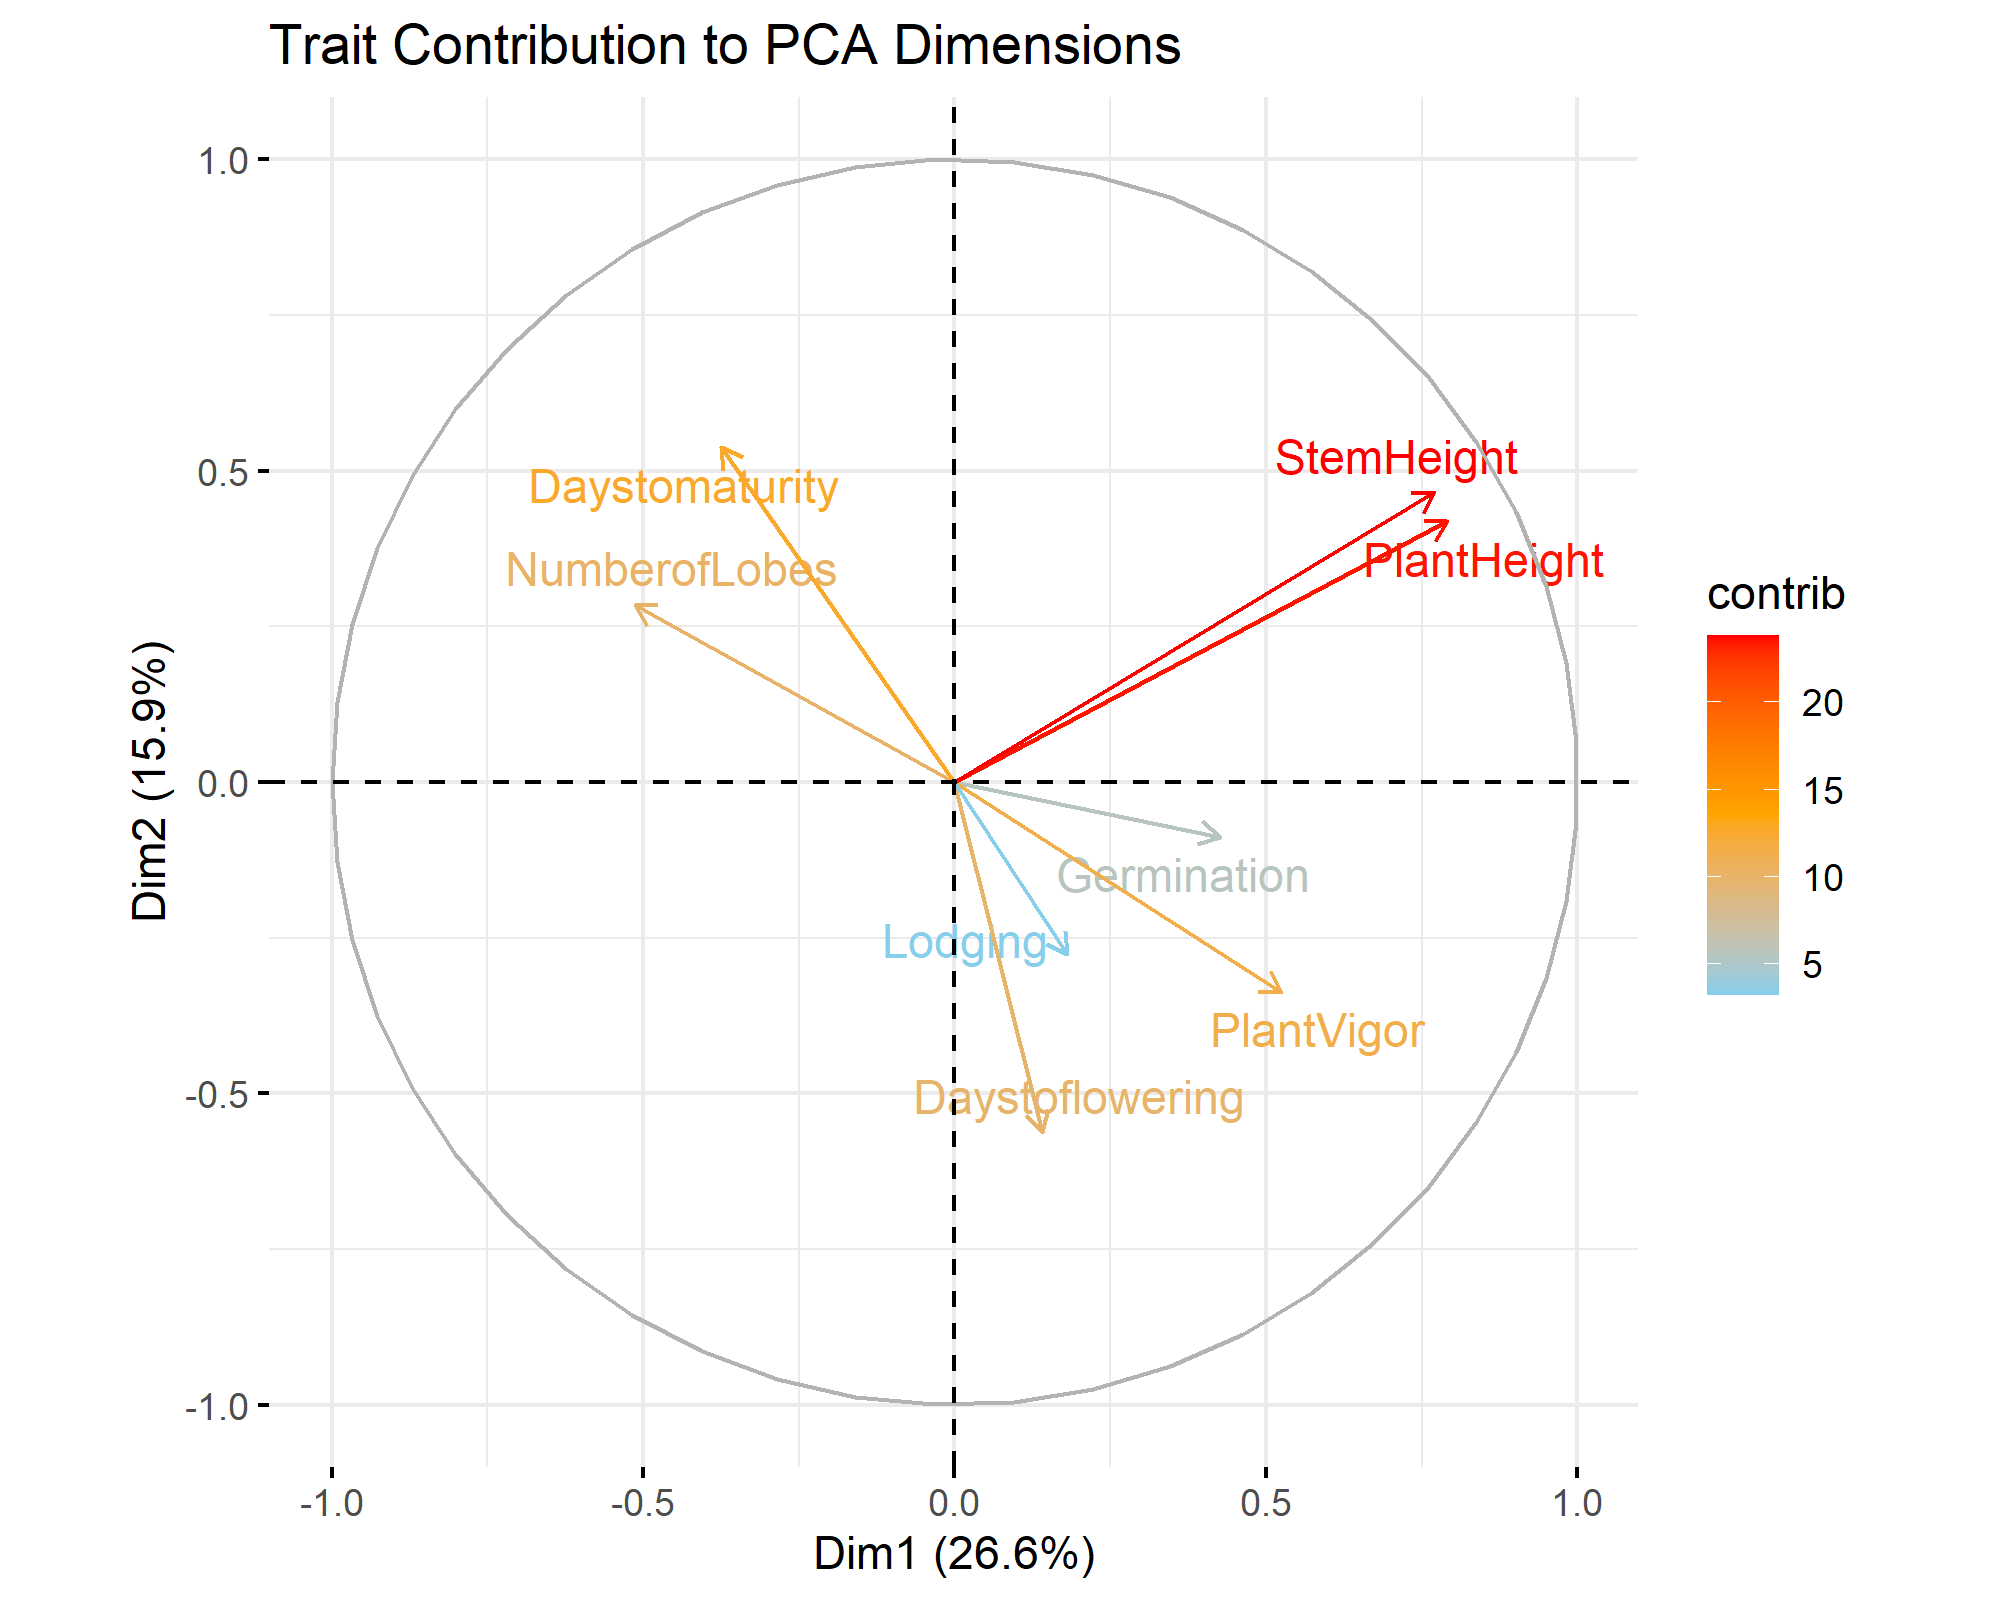 Trait Contribution to PCA Dimensions
1.0
0.5
0.0
-0.5
-1.0
Dim2 (15.9%)
StemHeight
PlantHeight
Daystomaturity
NumberofLobes
Germination
Lodging
PlantVigor
Daystoflowering
-1.0
-0.5
0.0
0.5
1.0
Dim1 (26.6%)
contrib
20
15
10
5